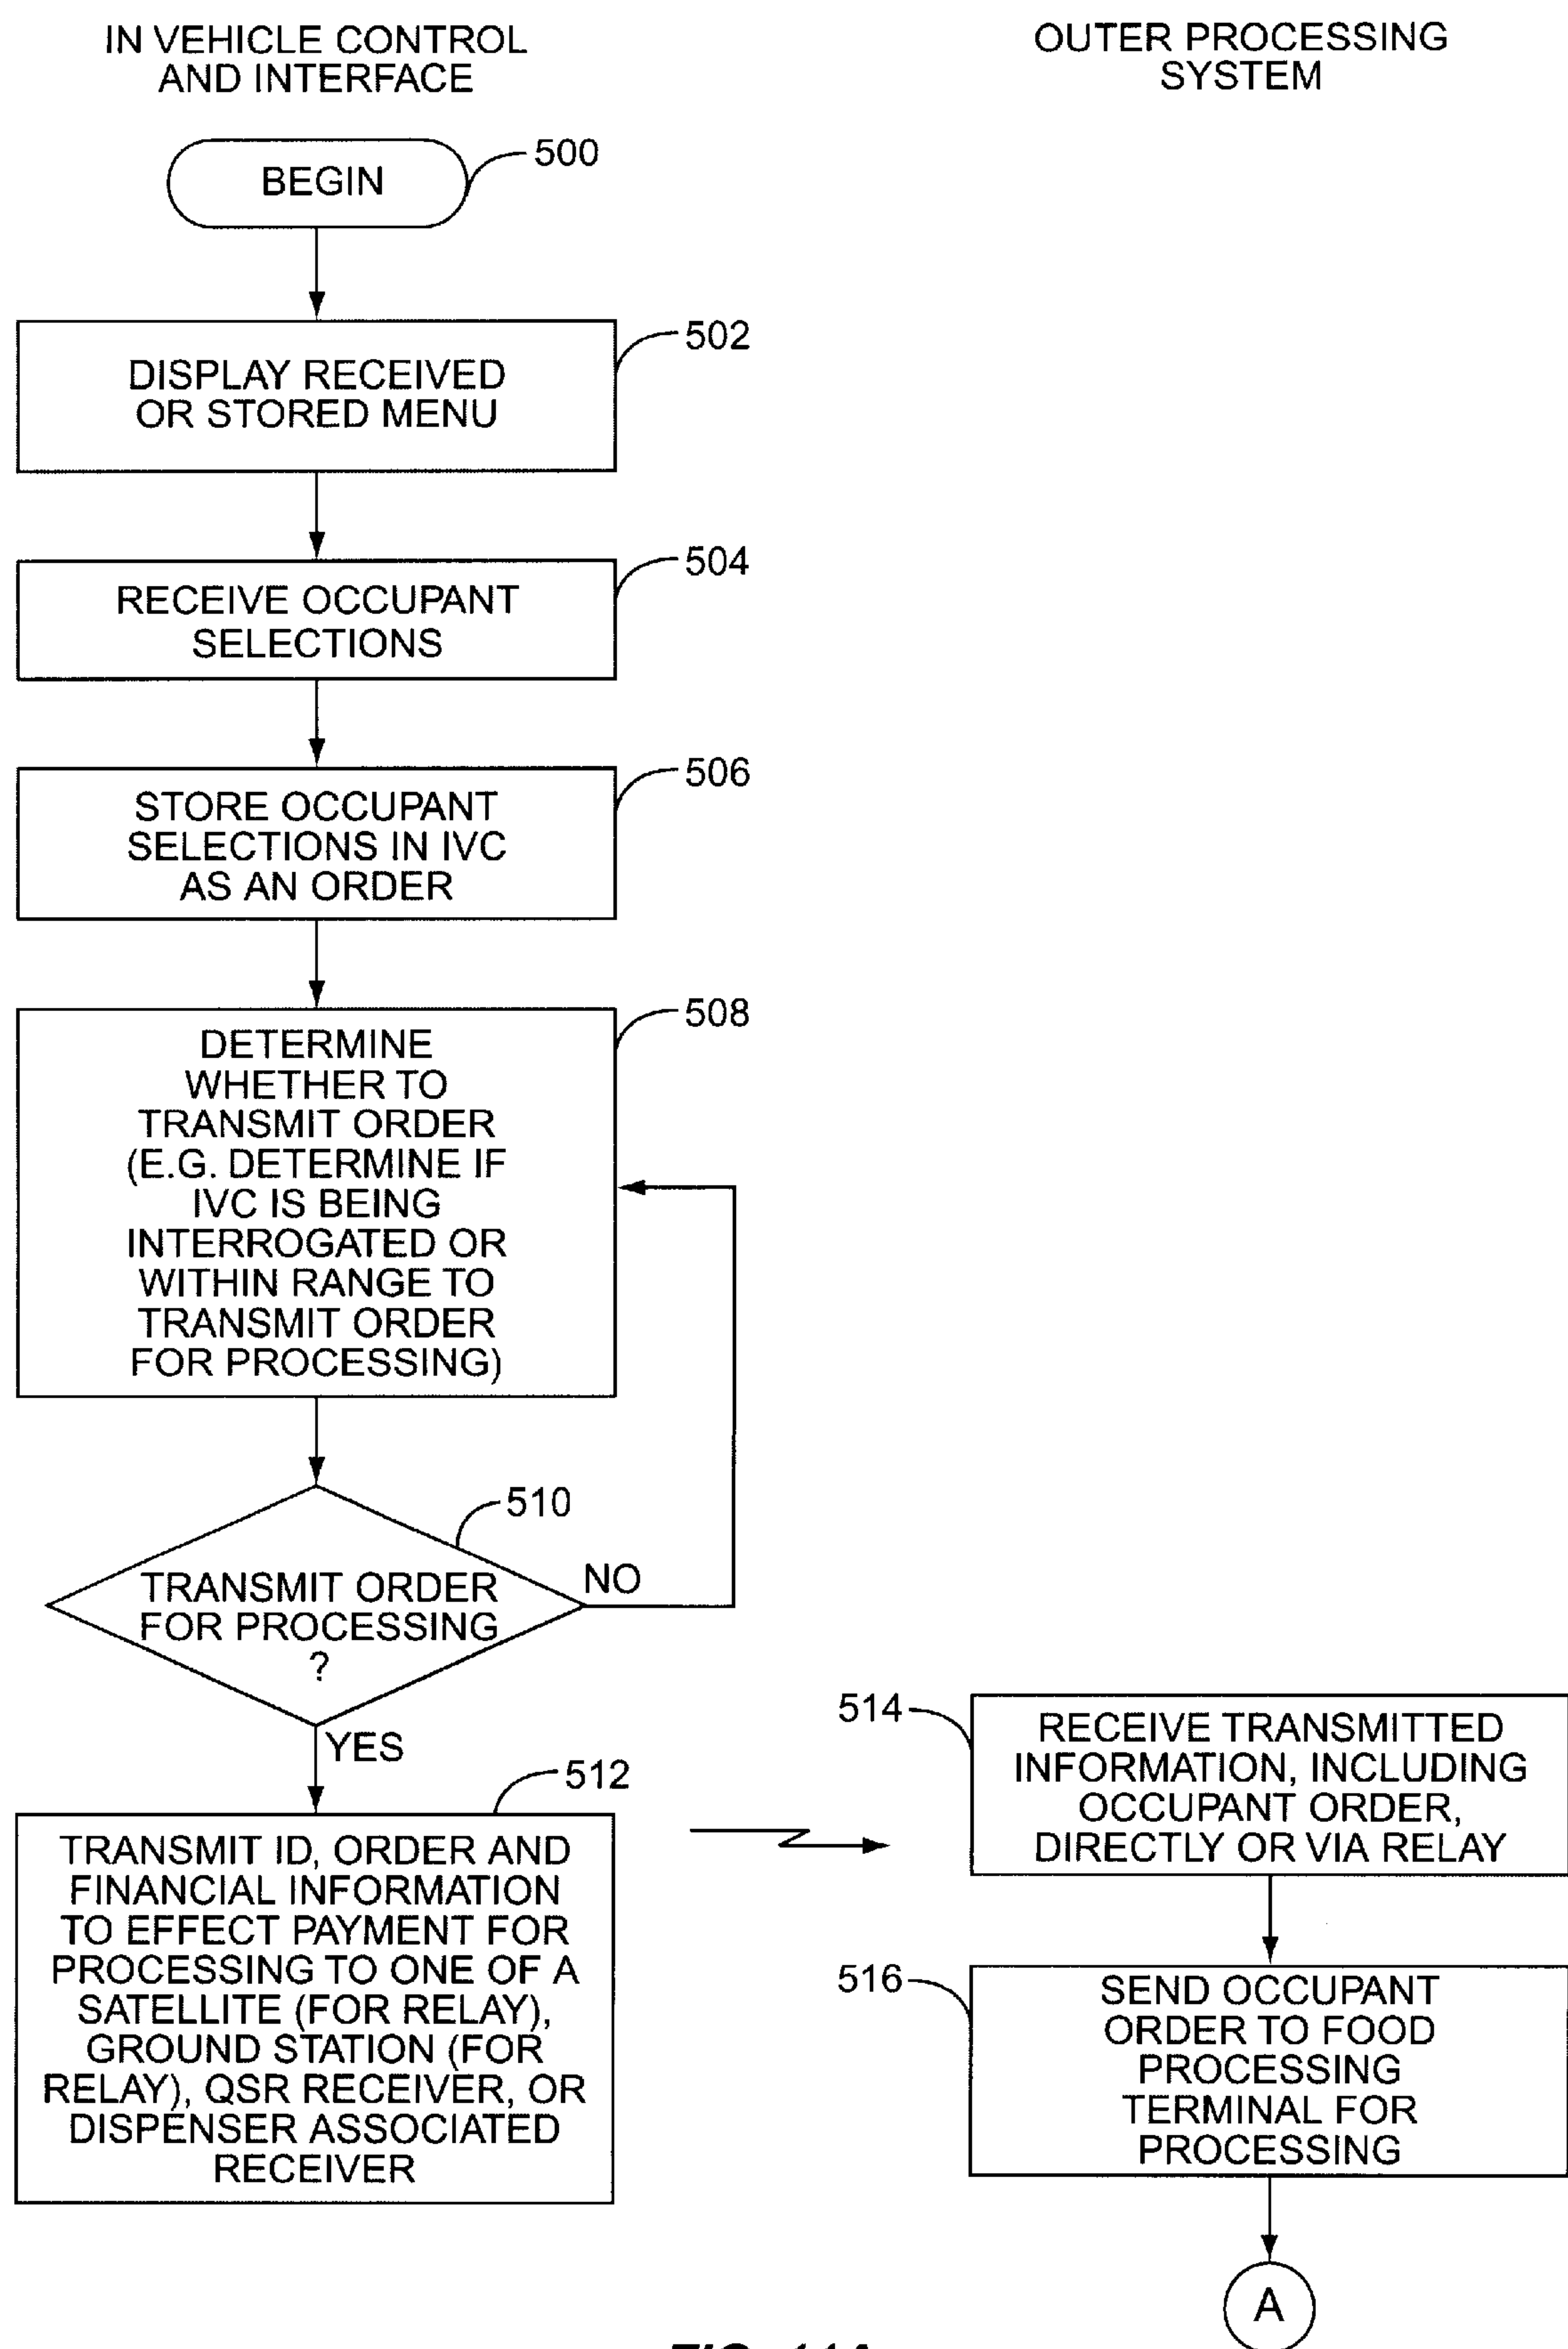 IN VEHICLE CONTROL
AND INTERFACE
OUTER PROCESSING
SYSTEM
BEGIN
500
502
DISPLAY RECEIVED
OR STORED MENU
504
RECEIVE OCCUPANT
SELECTIONS
506
STORE OCCUPANT
SELECTIONS IN IVC
AS AN ORDER
508
DETERMINE
WHETHER TO
TRANSMIT ORDER
(E.G. DETERMINE IF
IVC IS BEING
INTERROGATED OR
WITHIN RANGE TO
TRANSMIT ORDER
FOR PROCESSING)
510
TRANSMIT ORDER
FOR PROCESSING
?
NO
YES
512
TRANSMIT ID, ORDER AND
FINANCIAL INFORMATION
TO EFFECT PAYMENT FOR
PROCESSING TO ONE OF A
SATELLITE (FOR RELAY),
GROUND STATION (FOR
RELAY), QSR RECEIVER, OR
DISPENSER ASSOCIATED
RECEIVER
514
RECEIVE TRANSMITTED
INFORMATION, INCLUDING
OCCUPANT ORDER,
DIRECTLY OR VIA RELAY
516
SEND OCCUPANT
ORDER TO FOOD
PROCESSING
TERMINAL FOR
PROCESSING
A